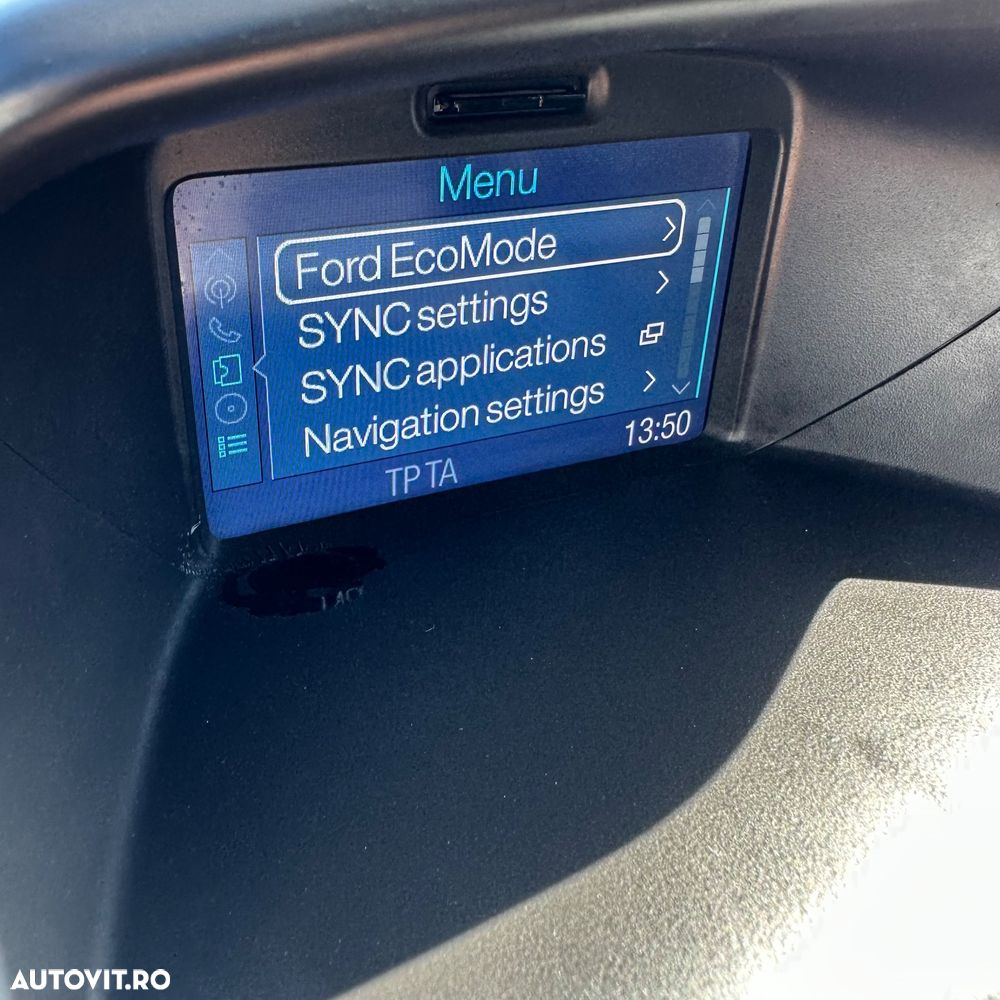 Menu
Ford EcoMode
SYNC settings
SYNC applications
Navigation settings
13:50
TP TA
AUTOVIT.RO